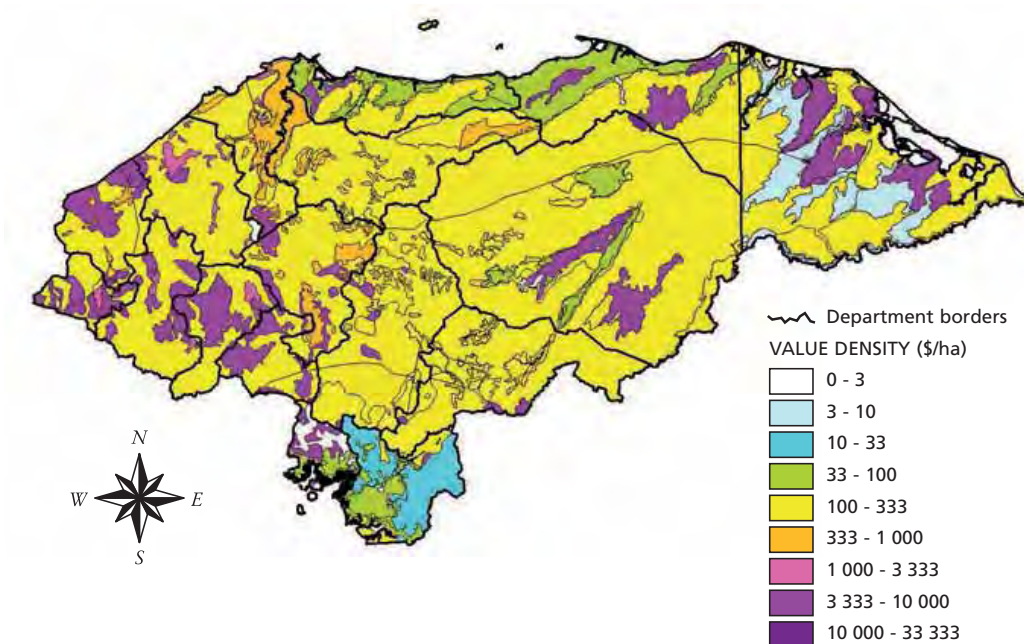 Department borders
VALUE DENSITY ($/ha)
0 - 3
3 - 10
10 - 33
33 - 100
100 - 333
333 - 1 000
1 000 - 3 333
3 333 - 10 000
10 000 - 33 333
N
W
E
S